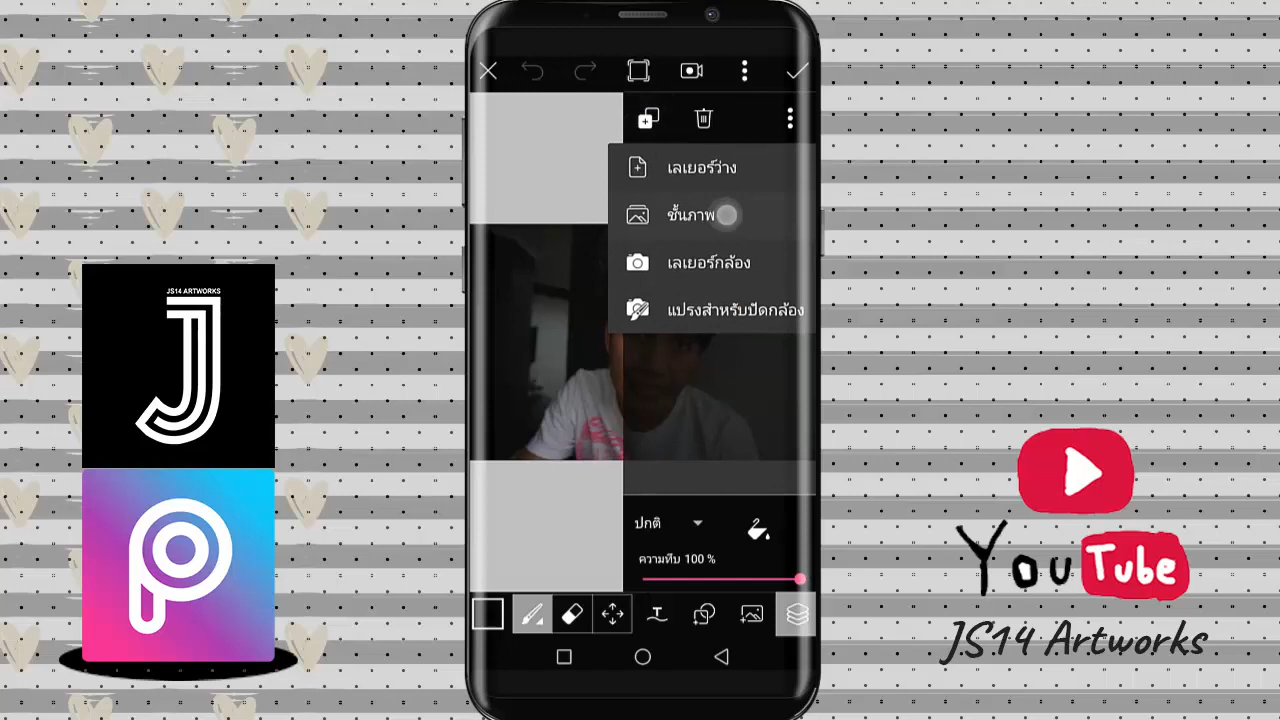 JS14 ARTWORKS
เลเยอร์ว่าง
ชั้นภาพ
เลเยอร์กล้อง
แปรงสำหรับปัดกล้อง
ปกติ
ความทึบ 100 %
You Tube
JS14 Artworks